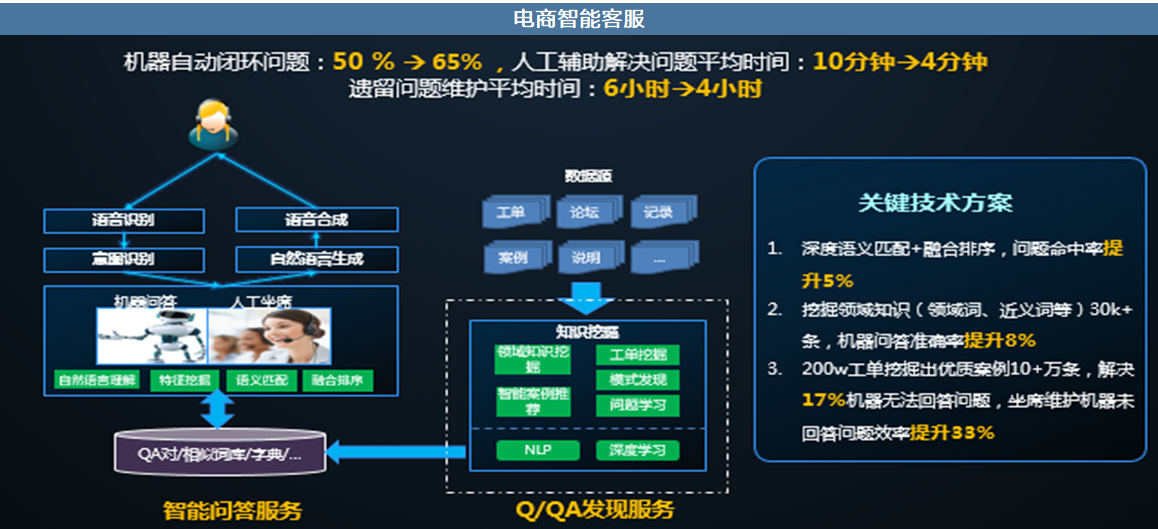 电商智能客服
机器自动闭环问题：50 % → 65% ，人工辅助解决问题平均时间：10分钟→4分钟
遗留问题维护平均时间：6小时→4小时
语音识别
语音合成
意图识别
自然语言生成
机器问答
人工坐席
自然语言理解
特征挖掘
语义匹配
融合排序
QA对/相似词库/字典/...
智能问答服务
数据源
工单
论坛
记录
案例
说明
...
知识挖掘
领域知识挖
掘
工单挖掘
模式发现
智能案例推
荐
问题学习
NLP
深度学习
Q/QA发现服务
关键技术方案
1. 深度语义匹配+融合排序，问题命中率提
升5%
2. 挖掘领域知识（领域词、近义词等）30k+
条，机器问答准确率提升8%
3. 200w工单挖掘出优质案例10+万条，解决
17%机器无法回答问题，坐席维护机器未
回答问题效率提升33%